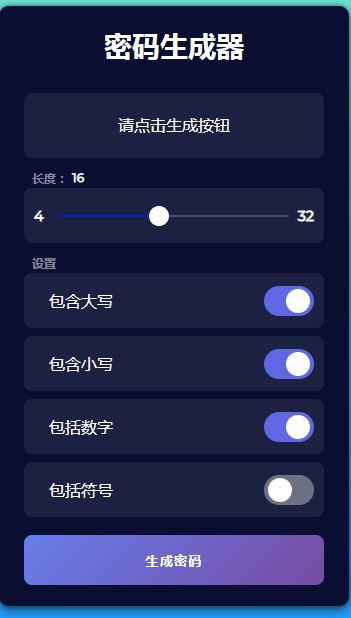 密码生成器
请点击生成按钮
长度： 16
4 32
设置
包含大写
包含小写
包括数字
包括符号
生成密码